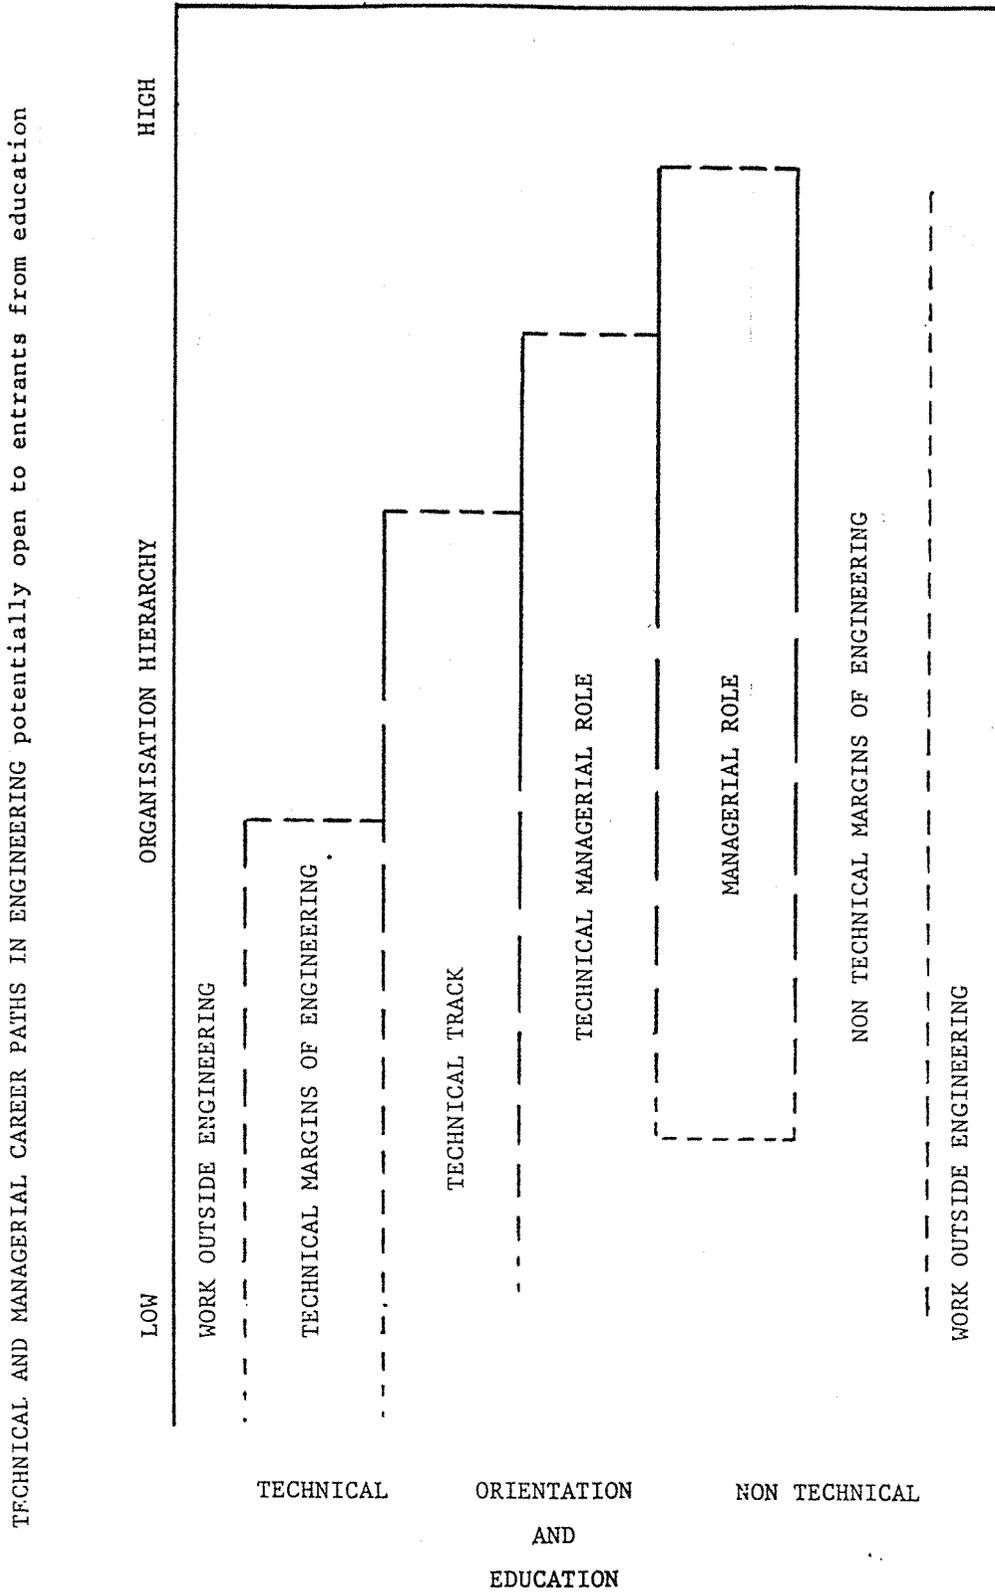 TECHNICAL AND MANAGERIAL CAREER PATHS IN ENGINEERING potentially open to entrants from education
HIGH
ORGANISATION HIERARCHY
LOW
WORK OUTSIDE ENGINEERING
TECHNICAL MARGINS OF ENGINEERING
TECHNICAL TRACK
TECHNICAL MANAGERIAL ROLE
MANAGERIAL ROLE
NON TECHNICAL MARGINS OF ENGINEERING
WORK OUTSIDE ENGINEERING
TECHNICAL ORIENTATION NON TECHNICAL
AND
EDUCATION